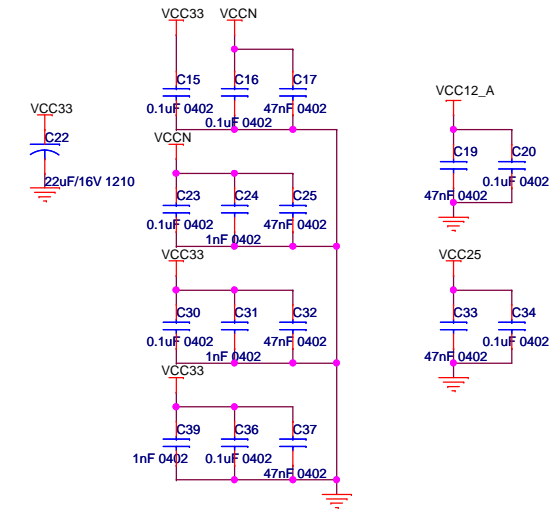 VCC33 VCCN
C15 C16 C17
0.1uF 0402 47nF 0402
0.1uF 0402
VCC12_A
VCC33
C22
22uF/16V 1210
VCCN
C19 C20
47nF 0402 0.1uF 0402
C23 C24 C25
0.1uF 0402 47nF 0402
1nF 0402
VCC33
VCC25
C30 C31 C32
0.1uF 0402 47nF 0402
1nF 0402
C33 C34
0.1uF 0402
47nF 0402
VCC33
C39 C36 C37
1nF 0402 0.1uF 0402
47nF 0402